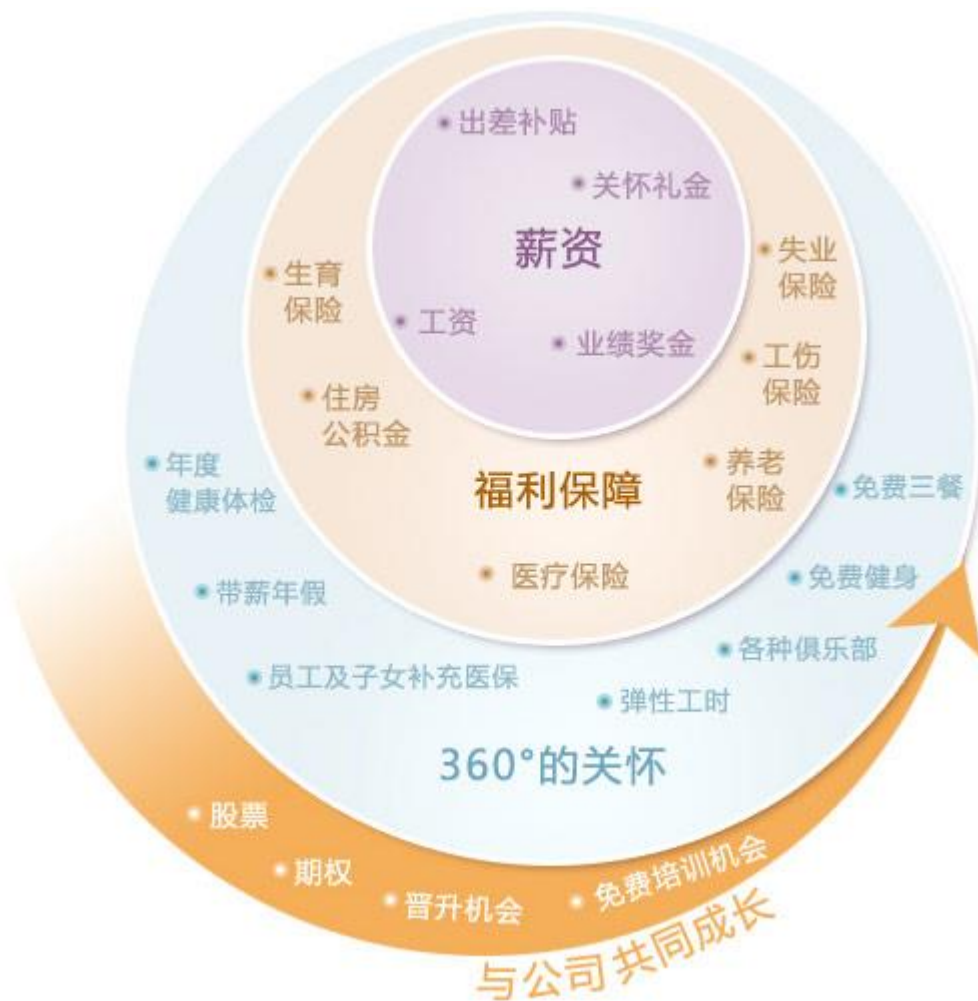 出差补贴
关怀礼金
薪资
工资
业绩奖金
生育
保险
失业
保险
住房
公积金
工伤
保险
福利保障
养老
保险
医疗保险
年度
健康体检
免费三餐
带薪年假
免费健身
员工及子女补充医保
各种俱乐部
弹性工时
360°的关怀
股票
期权
晋升机会
免费培训机会
与公司共同成长